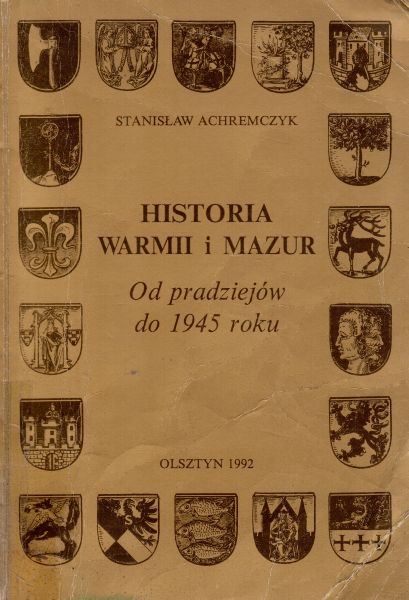 STANISŁAW ACHREMCZYK
HISTORIA
WARMII i MAZUR
Od pradziejów
do 1945 roku
OLSZTYN 1992